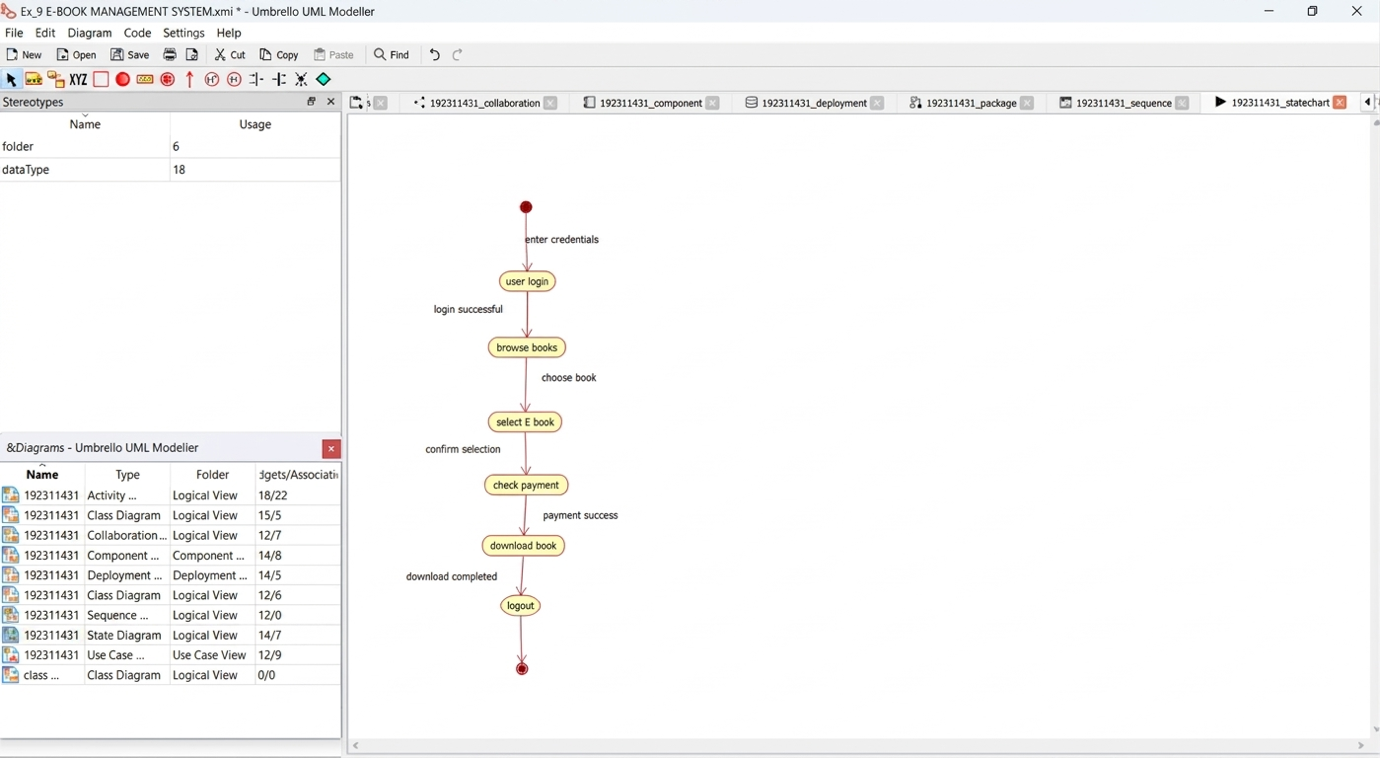 Ex_9 E-BOOK MANAGEMENT SYSTEM.xmi * - Umbrello UML Modeller
File Edit Diagram Code Settings Help
New Open Save Cut Copy Paste Find
XYZ
Stereotypes
Name Usage
folder 6
dataType 18
s 192311431_collaboration 192311431_component 192311431_deployment 192311431_package 192311431_sequence 192311431_statechart
enter credentials
user login
login successful
browse books
choose book
select E book
confirm selection
check payment
payment success
download book
download completed
logout
&Diagrams - Umbrello UML Modelier
Name Type Folder dgets/Associati
192311431 Activity ... Logical View 18/22
192311431 Class Diagram Logical View 15/5
192311431 Collaboration... Logical View 12/7
192311431 Component ... Component ... 14/8
192311431 Deployment ... Deployment ... 14/5
192311431 Class Diagram Logical View 12/6
192311431 Sequence ... Logical View 12/0
192311431 State Diagram Logical View 14/7
192311431 Use Case ... Use Case View 12/9
class ... Class Diagram Logical View 0/0